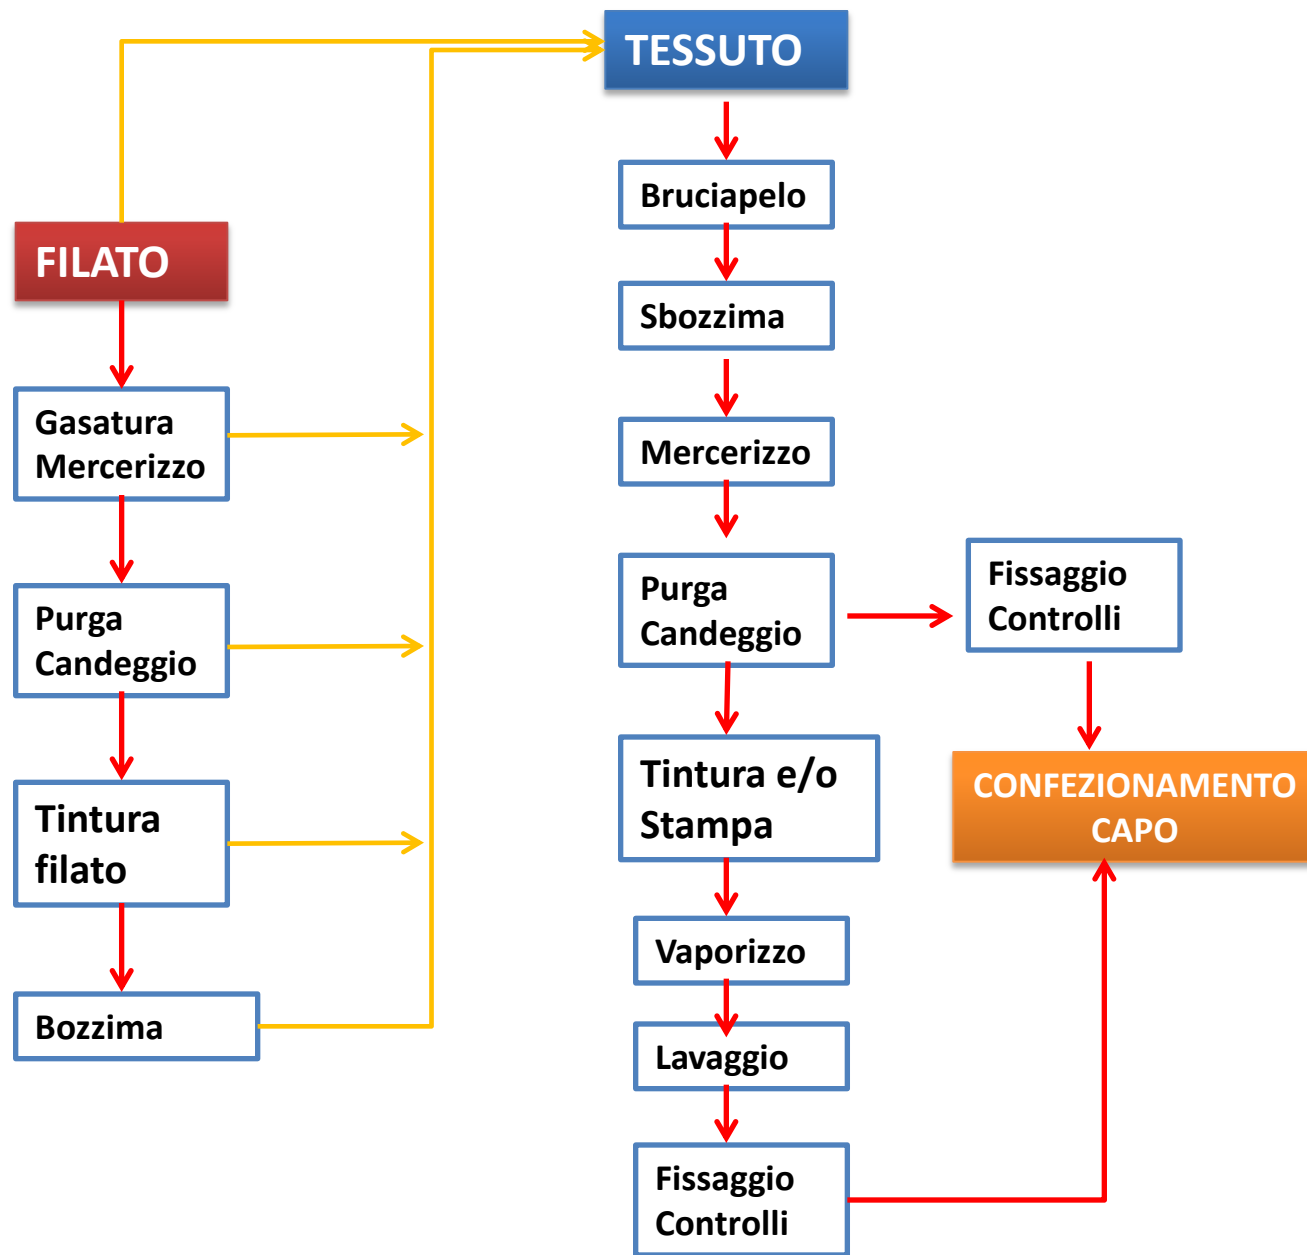 TESSUTO
FILATO
Gasatura
Mercerizzo
Purga
Candeggio
Tintura
filato
Bozzima
Bruciapelo
Sbozzima
Mercerizzo
Purga
Candeggio
Tintura e/o
Stampa
Vaporizzo
Lavaggio
Fissaggio
Controlli
Fissaggio
Controlli
CONFEZIONAMENTO
CAPO